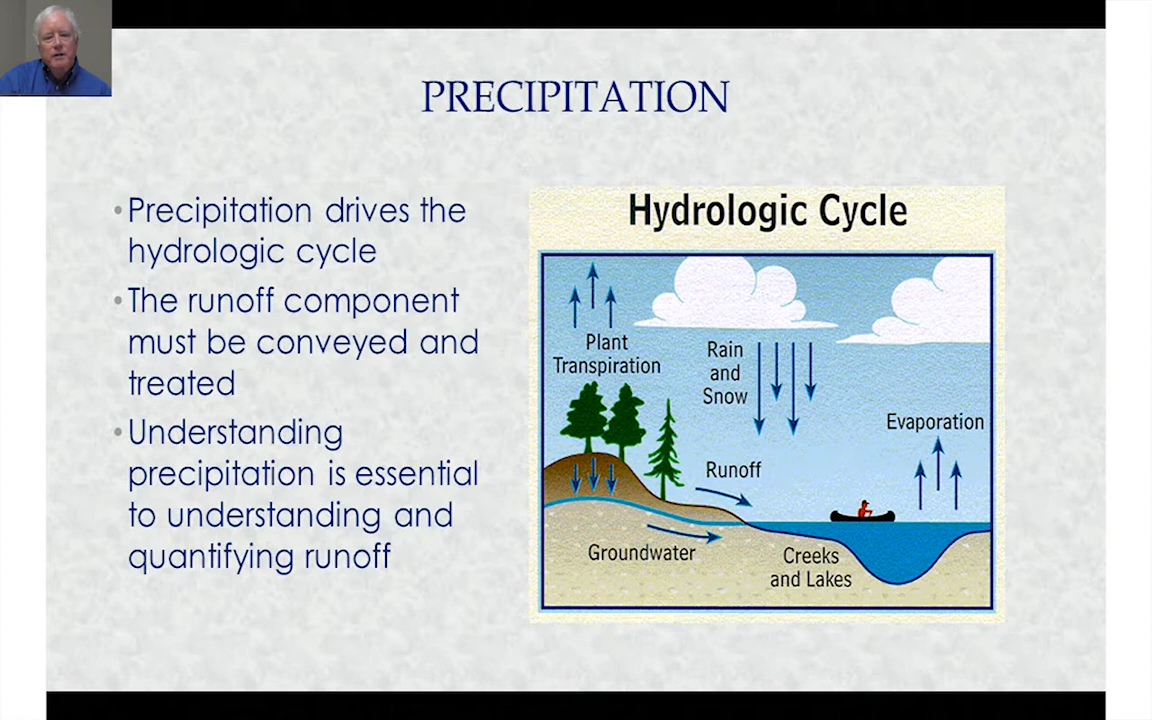 PRECIPITATION
• Precipitation drives the
hydrologic cycle
• The runoff component
must be conveyed and
treated
• Understanding
precipitation is essential
to understanding and
quantifying runoff
Hydrologic Cycle
Plant
Transpiration
Rain
and
Snow
Evaporation
Runoff
Groundwater
Creeks
and Lakes